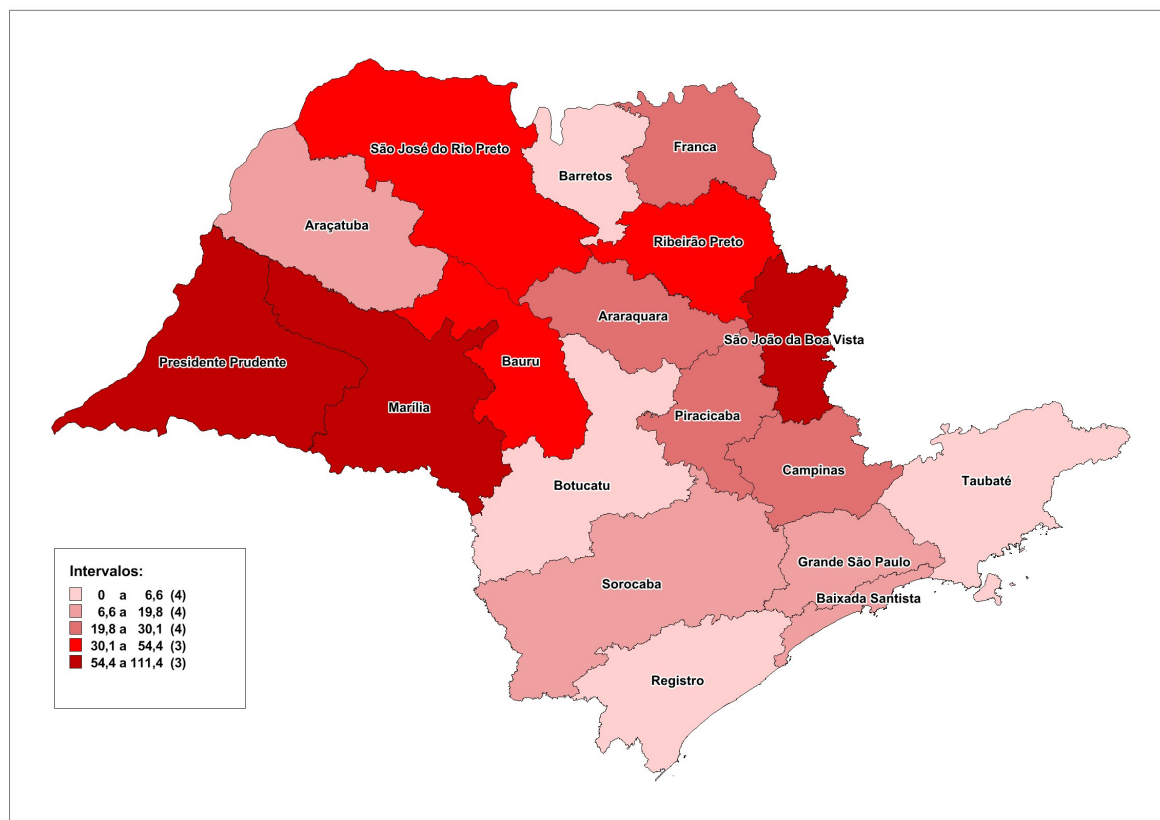 São José do Rio Preto
Franca
Barretos
Araçatuba
Ribeirão Preto
Araraquara
São João da Boa Vista
Presidente Prudente
Bauru
Marília
Piracicaba
Campinas
Botucatu
Taubaté
Grande São Paulo
Sorocaba
Baixada Santista
Registro
Intervalos:
0 a 6,6 (4)
6,6 a 19,8 (4)
19,8 a 30,1 (4)
30,1 a 54,4 (3)
54,4 a 111,4 (3)